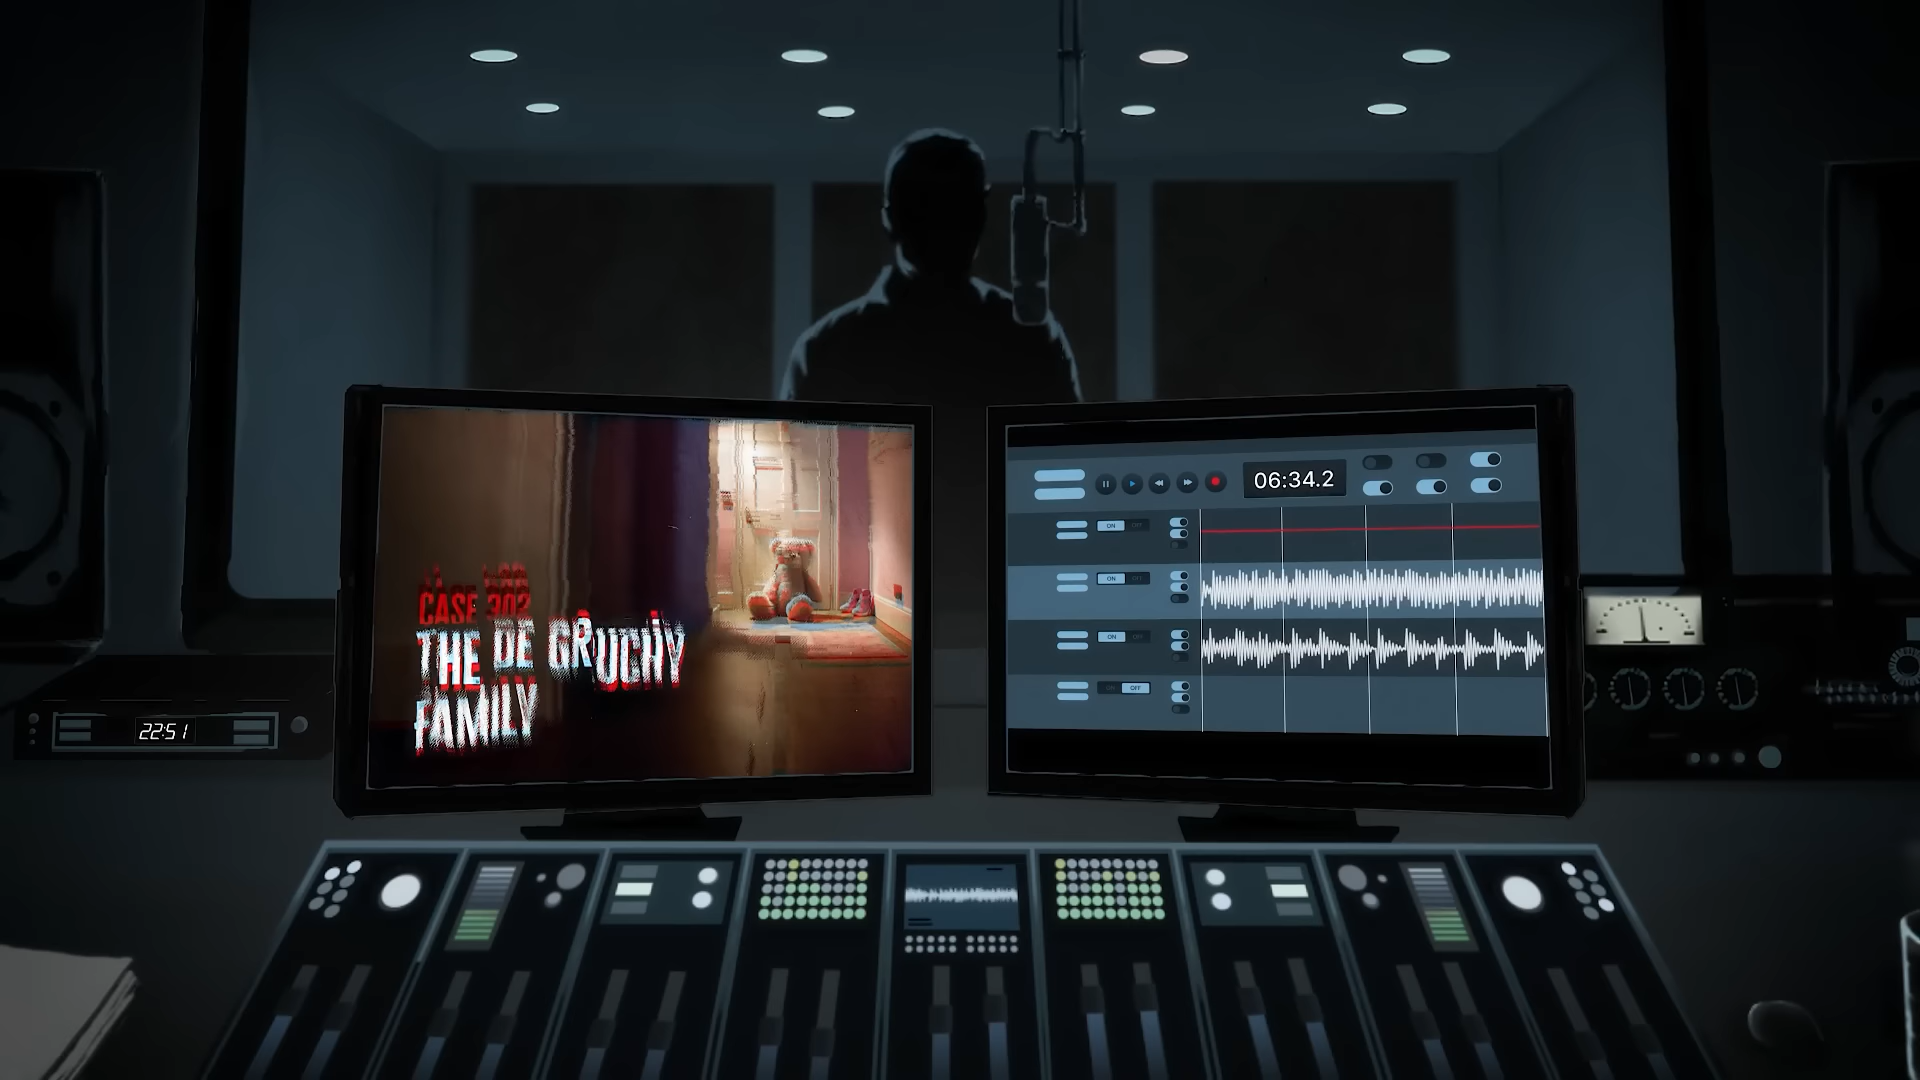 CASE 302
THE DE GRUCHY
FAMILY
06:34.2
ON
ON
ON
OFF
22:51